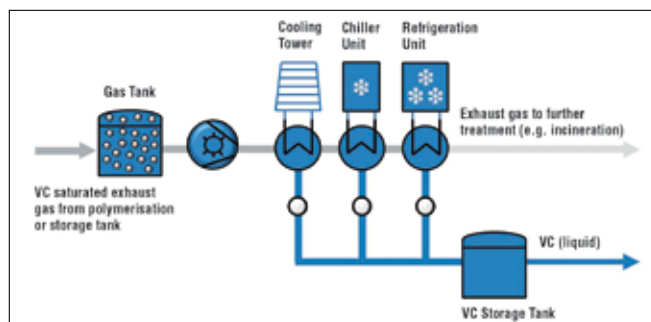 Cooling
Tower
Chiller
Unit
Refrigeration
Unit
Gas Tank
Exhaust gas to further
treatment (e.g. incineration)
VC saturated exhaust
gas from polymerisation
or storage tank
VC (liquid)
VC Storage Tank